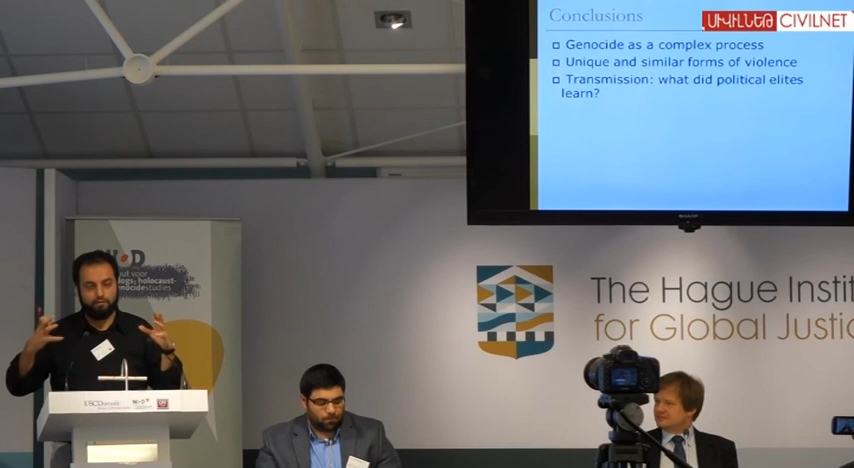 Conclusions
ՍԻՎԻԼՆԵԹ CIVILNET
□ Genocide as a complex process
□ Unique and similar forms of violence
□ Transmission: what did political elites
learn?
SHARP
holocaust-
The Hague Instit
for Global Justic